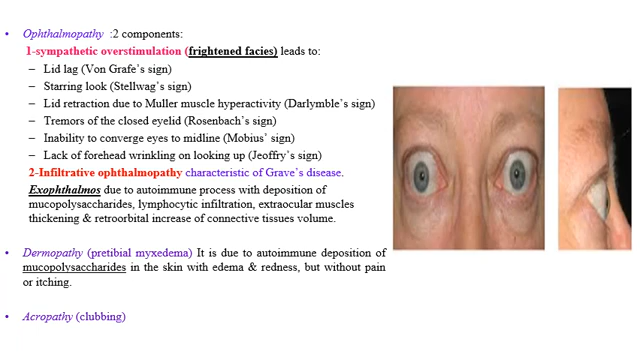 • Ophthalmopathy :2 components:
1-sympathetic overstimulation (frightened facies) leads to:
– Lid lag (Von Grafe's sign)
– Starring look (Stellwag's sign)
– Lid retraction due to Muller muscle hyperactivity (Darlymble's sign)
– Tremors of the closed eyelid (Rosenbach's sign)
– Inability to converge eyes to midline (Mobius' sign)
– Lack of forehead wrinkling on looking up (Jeoffry's sign)
2-Infiltrative ophthalmopathy characteristic of Grave's disease.
Exophthalmos due to autoimmune process with deposition of
mucopolysaccharides, lymphocytic infiltration, extraocular muscles
thickening & retroorbital increase of connective tissues volume.
• Dermopathy (pretibial myxedema) It is due to autoimmune deposition of
mucopolysaccharides in the skin with edema & redness, but without pain
or itching.
• Acropathy (clubbing)